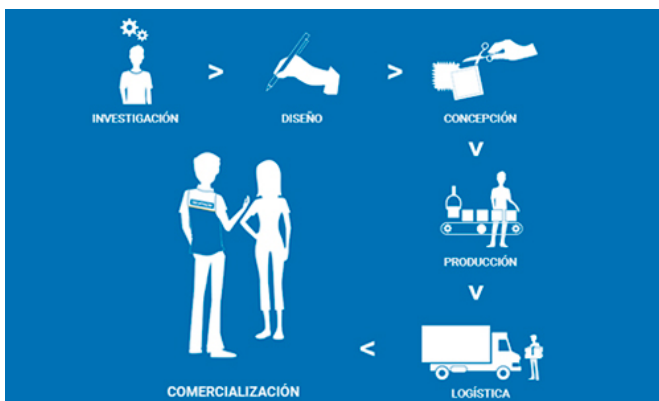 INVESTIGACIÓN
>
DISEÑO
>
CONCEPCIÓN
V
PRODUCCIÓN
V
LOGÍSTICA
<
COMERCIALIZACIÓN